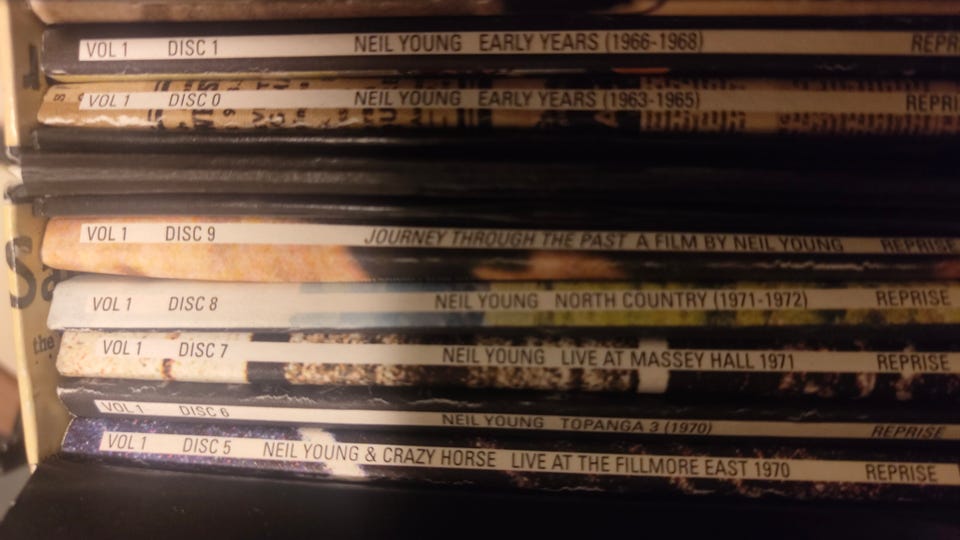 VOL 1 DISC 1 NEIL YOUNG EARLY YEARS (1966-1968) REPR
VOL 1 DISC 0 NEIL YOUNG EARLY YEARS (1963-1965) REPRI
VOL 1 DISC 9 JOURNEY THROUGH THE PAST A FILM BY NEIL YOUNG REPRISE
VOL 1 DISC 8 NEIL YOUNG NORTH COUNTRY (1971-1972) REPRISE
VOL 1 DISC 7 NEIL YOUNG LIVE AT MASSEY HALL 1971 REPRISE
VOL 1 DISC 6 NEIL YOUNG TOPANGA 3 (1970) REPRISE
VOL 1 DISC 5 NEIL YOUNG & CRAZY HORSE LIVE AT THE FILLMORE EAST 1970 REPRISE
Sa
the